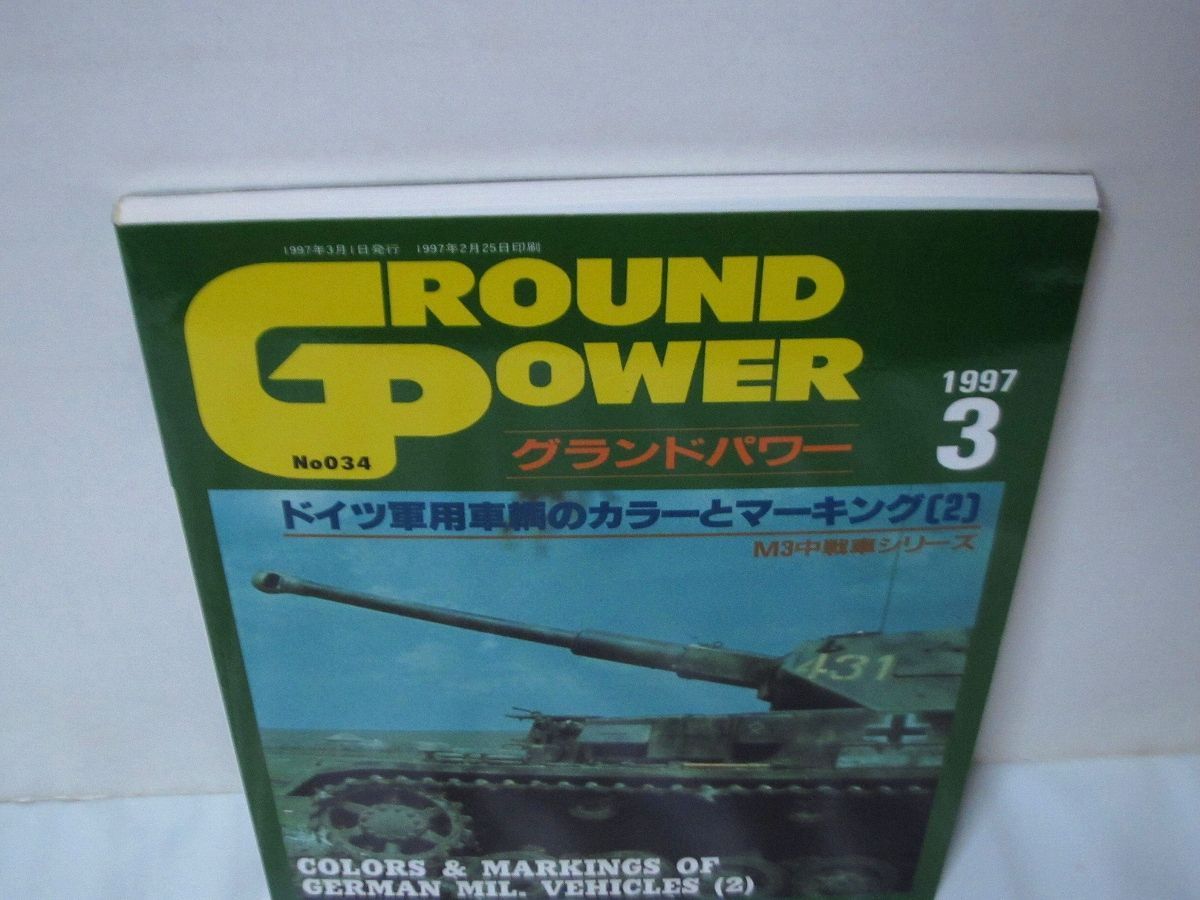 1997年3月1日発行 1997年2月25日印刷
GROUND
POWER
1997
3
No034
グランドパワー
ドイツ軍用車輌のカラーとマーキング〔2〕
M3中戦車シリーズ
431
COLORS & MARKINGS OF
GERMAN MIL. VEHICLES (2)